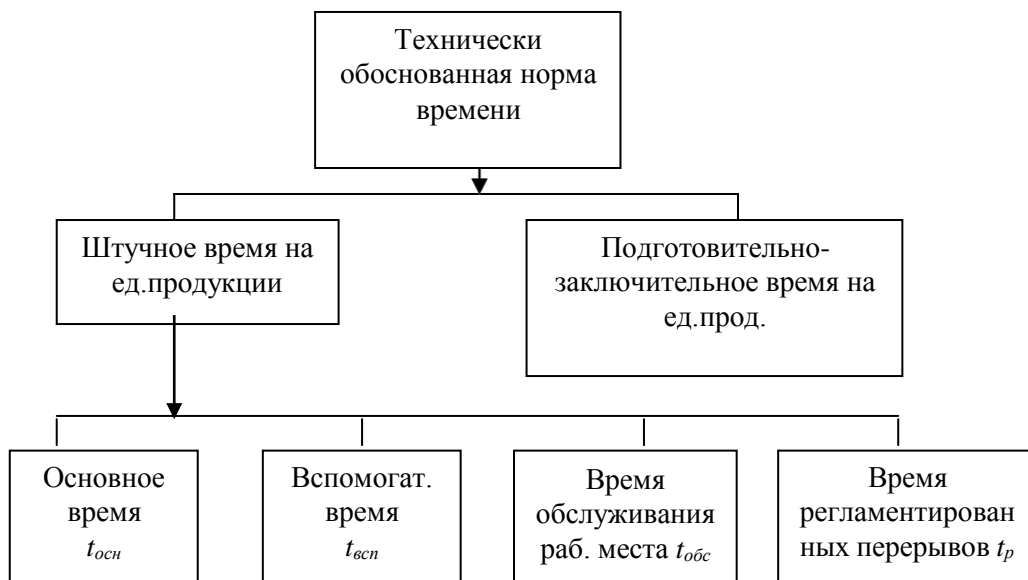 Технически
обоснованная норма
времени
Штучное время на
ед.продукции
Подготовительно-
заключительное время на
ед.прод.
Основное
время
tосн
Вспомогат.
время
tвсп
Время
обслуживания
раб. места tобс
Время
регламентирован
ных перерывов tр